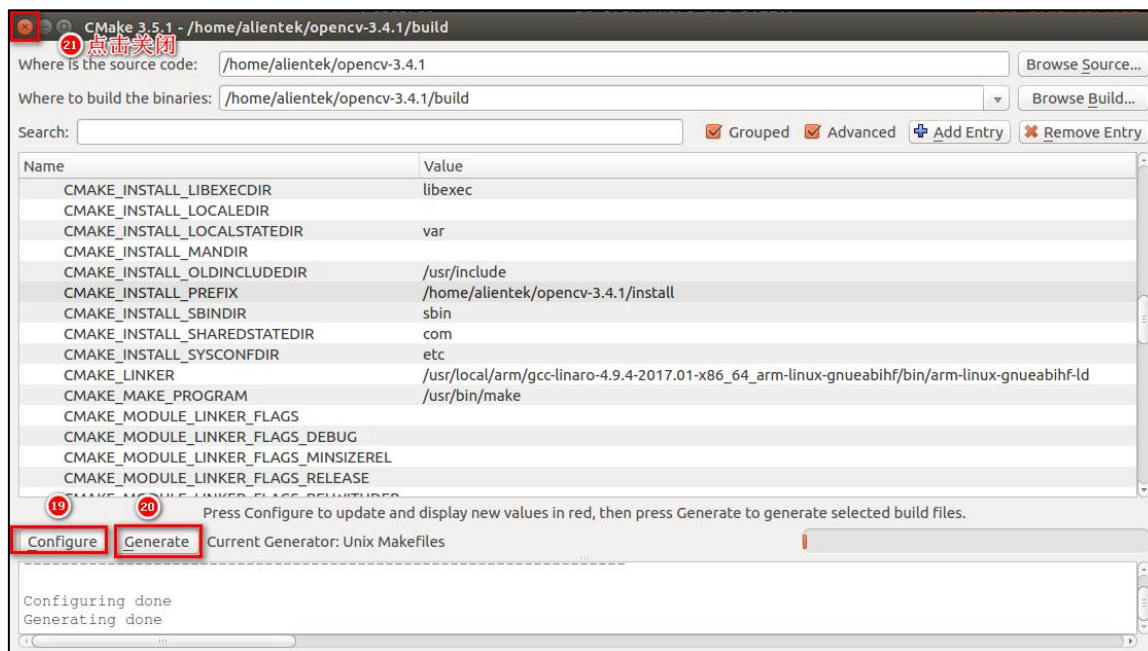 CMake 3.5.1 - /home/alientek/opencv-3.4.1/build
21 点击关闭
Where is the source code: /home/alientek/opencv-3.4.1 Browse Source...
Where to build the binaries: /home/alientek/opencv-3.4.1/build Browse Build...
Search: Grouped Advanced Add Entry Remove Entry
Name Value
CMAKE_INSTALL_LIBEXECDIR libexec
CMAKE_INSTALL_LOCALEDIR
CMAKE_INSTALL_LOCALSTATEDIR var
CMAKE_INSTALL_MANDIR
CMAKE_INSTALL_OLDINCLUDEDIR /usr/include
CMAKE_INSTALL_PREFIX /home/alientek/opencv-3.4.1/install
CMAKE_INSTALL_SBINDIR sbin
CMAKE_INSTALL_SHAREDSTATEDIR com
CMAKE_INSTALL_SYSCONFDIR etc
CMAKE_LINKER /usr/local/arm/gcc-linaro-4.9.4-2017.01-x86_64_arm-linux-gnueabihf/bin/arm-linux-gnueabihf-ld
CMAKE_MAKE_PROGRAM /usr/bin/make
CMAKE_MODULE_LINKER_FLAGS
CMAKE_MODULE_LINKER_FLAGS_DEBUG
CMAKE_MODULE_LINKER_FLAGS_MINSIZEREL
CMAKE_MODULE_LINKER_FLAGS_RELEASE
19 20
Press Configure to update and display new values in red, then press Generate to generate selected build files.
Configure Generate Current Generator: Unix Makefiles
Configuring done
Generating done